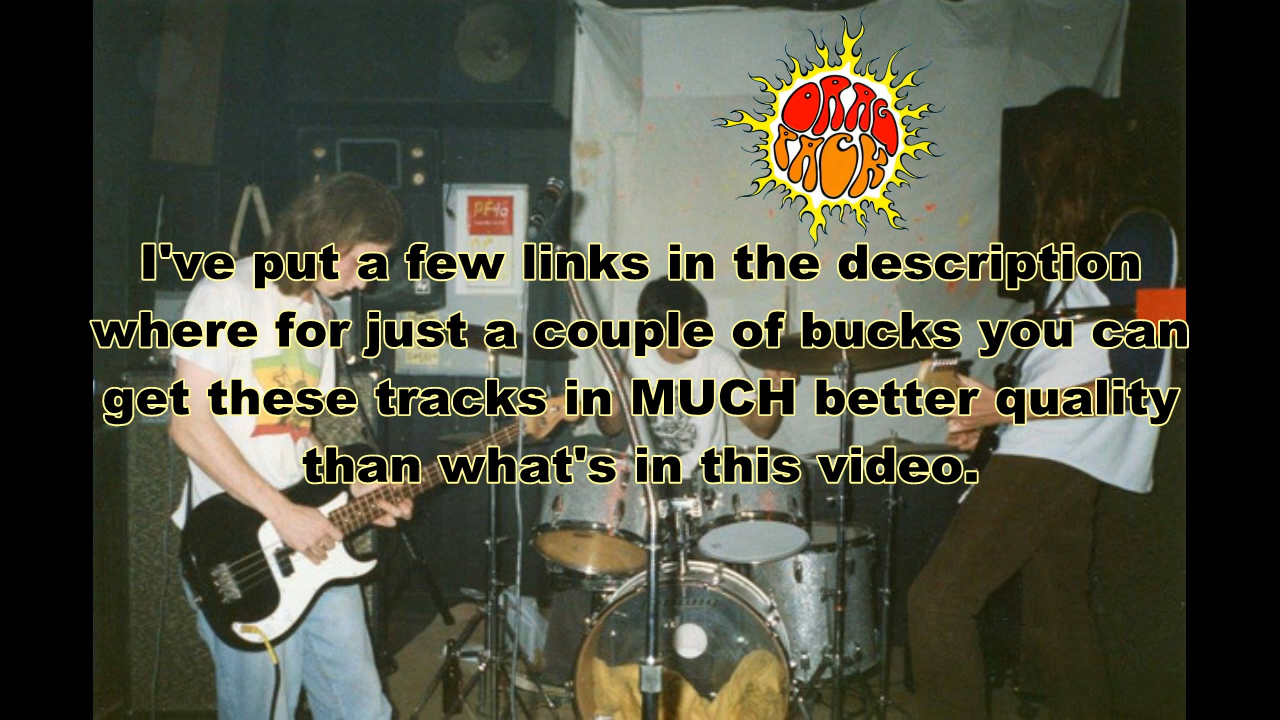 DRAG
PACK
I've put a few links in the description
where for just a couple of bucks you can
get these tracks in MUCH better quality
than what's in this video.